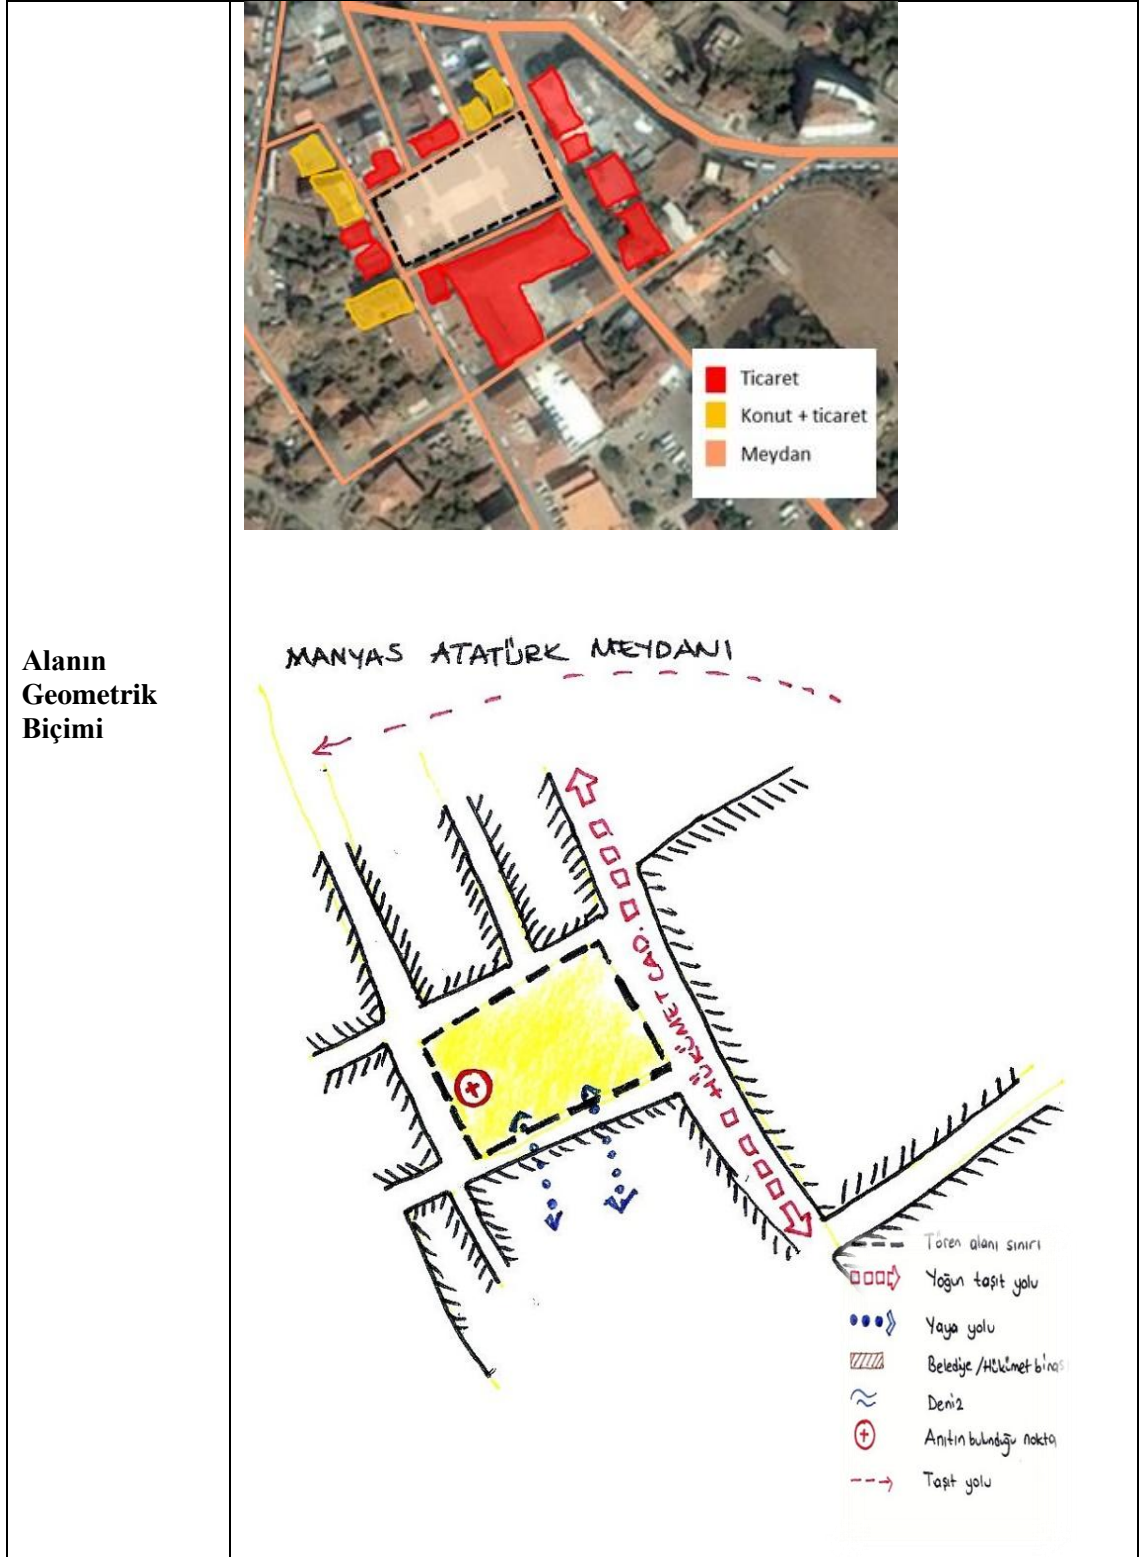 Ticaret
Konut + ticaret
Meydan
Alanın
Geometrik
Biçimi
MANYAS ATATÜRK MEYDANI
HÜKÜMET CAD.
Tören alanı sınırı
Yoğun taşıt yolu
Yaya yolu
Belediye/Hükümet binas
Deniz
Anıtın bulunduğu nokta
Taşıt yolu